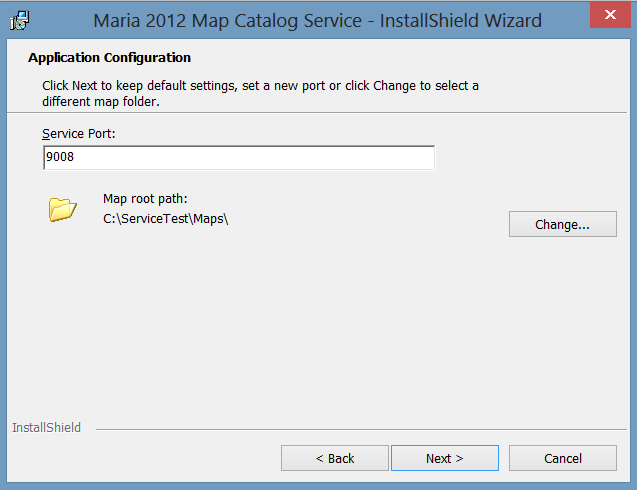 Maria 2012 Map Catalog Service - InstallShield Wizard
Application Configuration
Click Next to keep default settings, set a new port or click Change to select a
different map folder.
Service Port:
9008
Map root path:
C:\ServiceTest\Maps\
Change...
InstallShield
< Back
Next >
Cancel